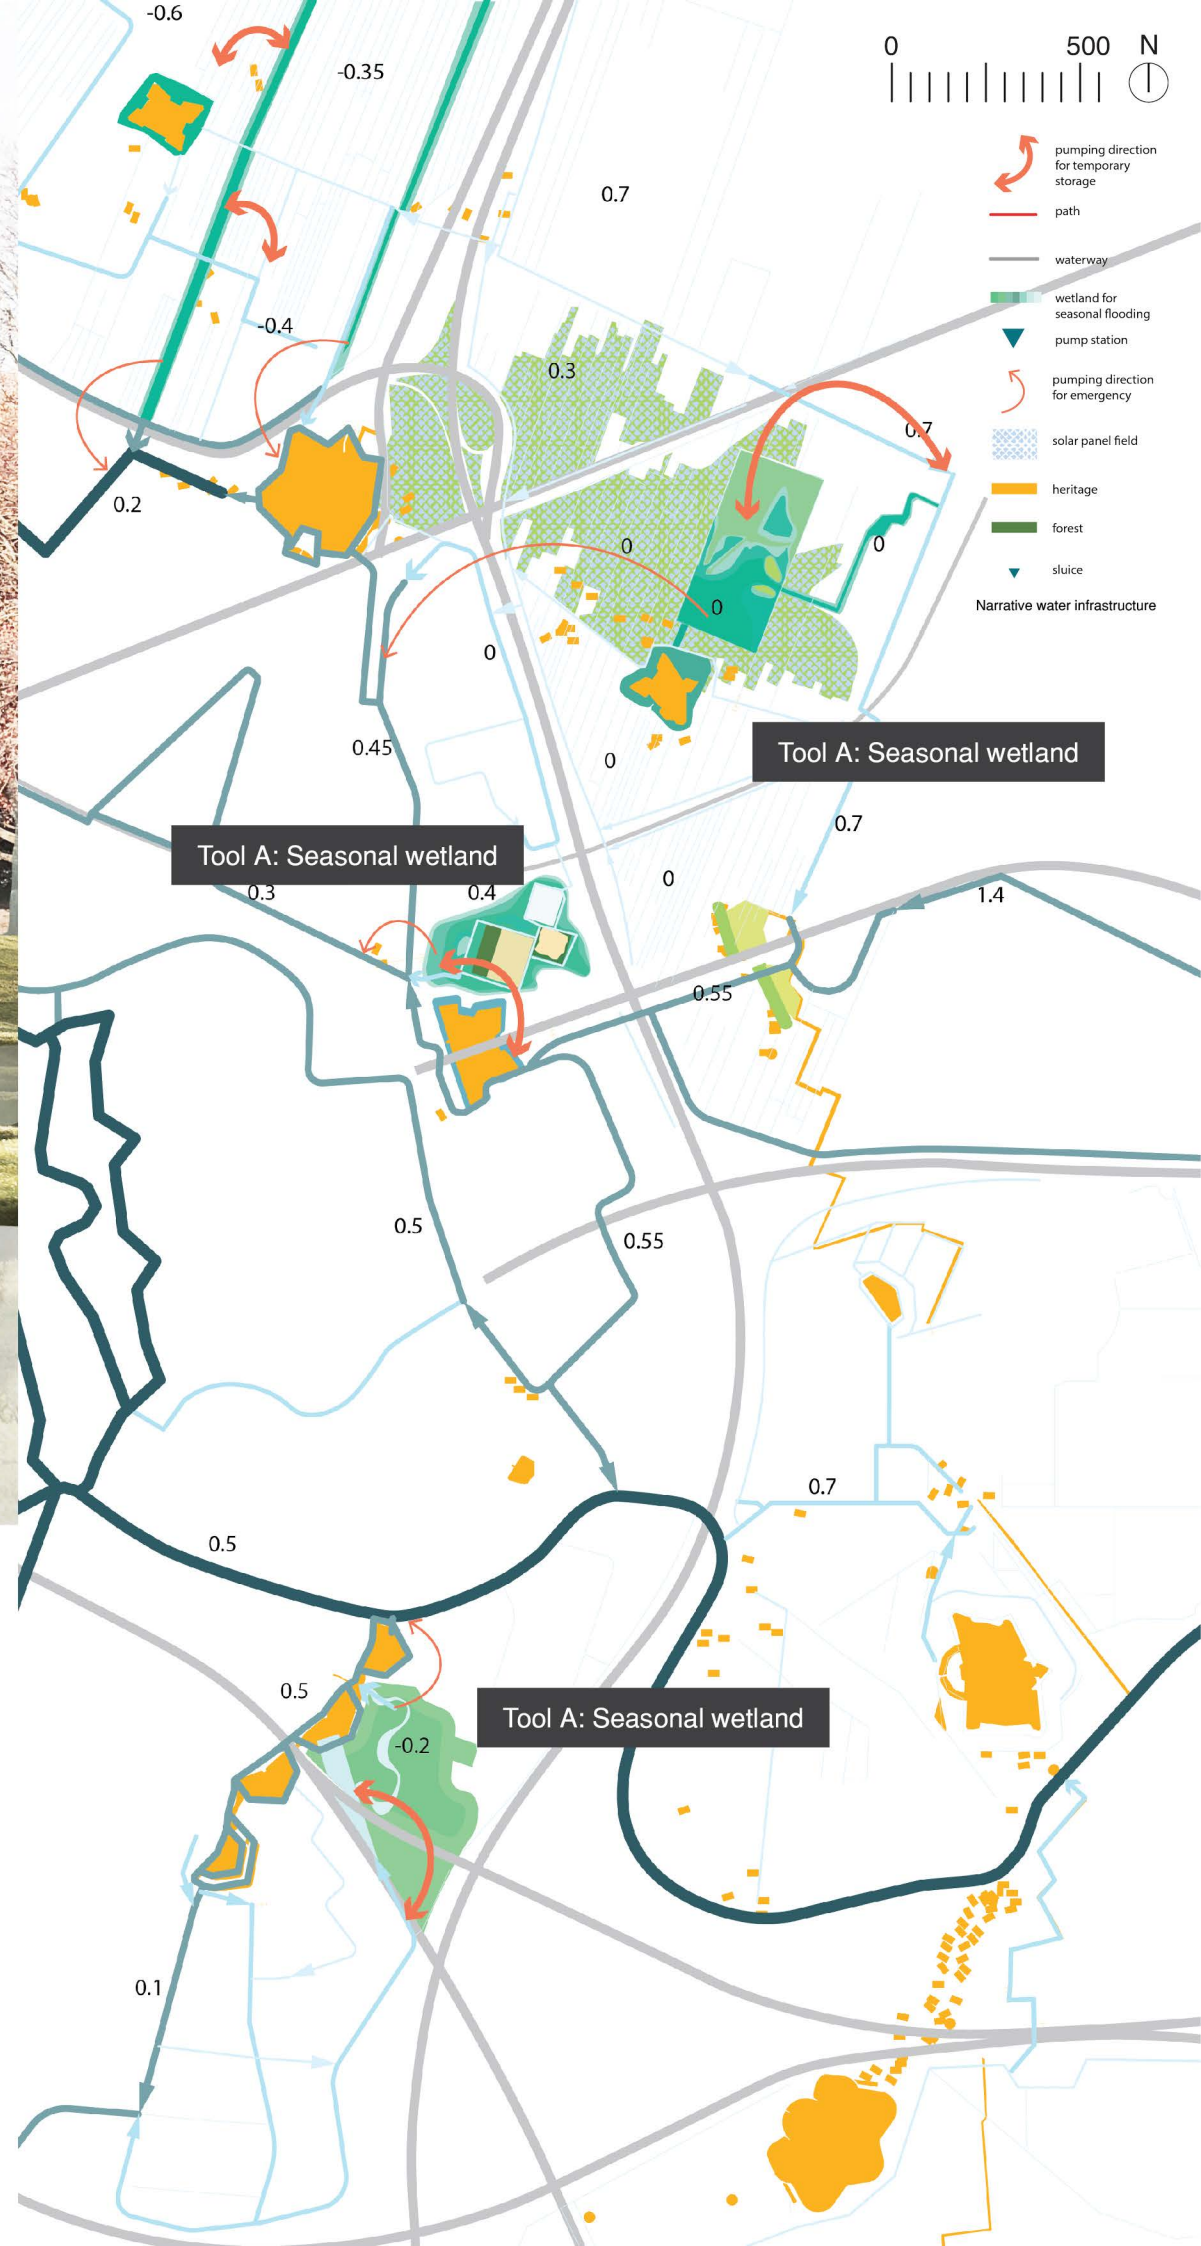 -0.6
0 500 N
-0.35
pumping direction
for temporary
storage
0.7
path
waterway
wetland for
seasonal flooding
-0.4
pump station
0.3
pumping direction
for emergency
0.7
solar panel field
heritage
0.2
forest
0
0
sluice
0
Narrative water infrastructure
0
0.45
0
Tool A: Seasonal wetland
0.7
Tool A: Seasonal wetland
0
0.3
0.4
1.4
0.55
0.5
0.55
0.7
0.5
0.5
Tool A: Seasonal wetland
-0.2
0.1